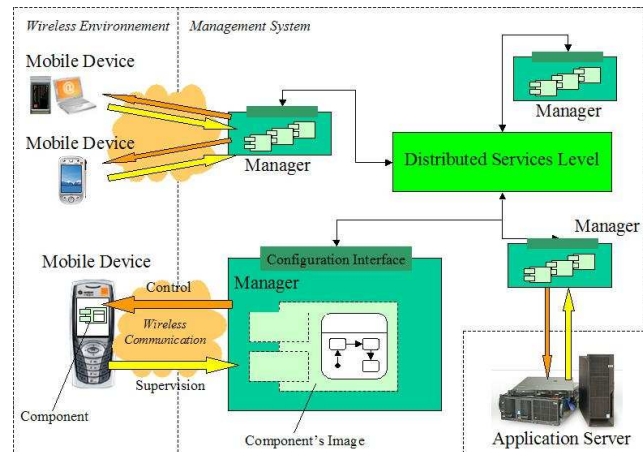 Wireless Environnement
Management System
Mobile Device
Mobile Device
Manager
Manager
Distributed Services Level
Manager
Mobile Device
Configuration Interface
Manager
Control
Wireless
Communication
Supervision
Component
Component's Image
Application Server